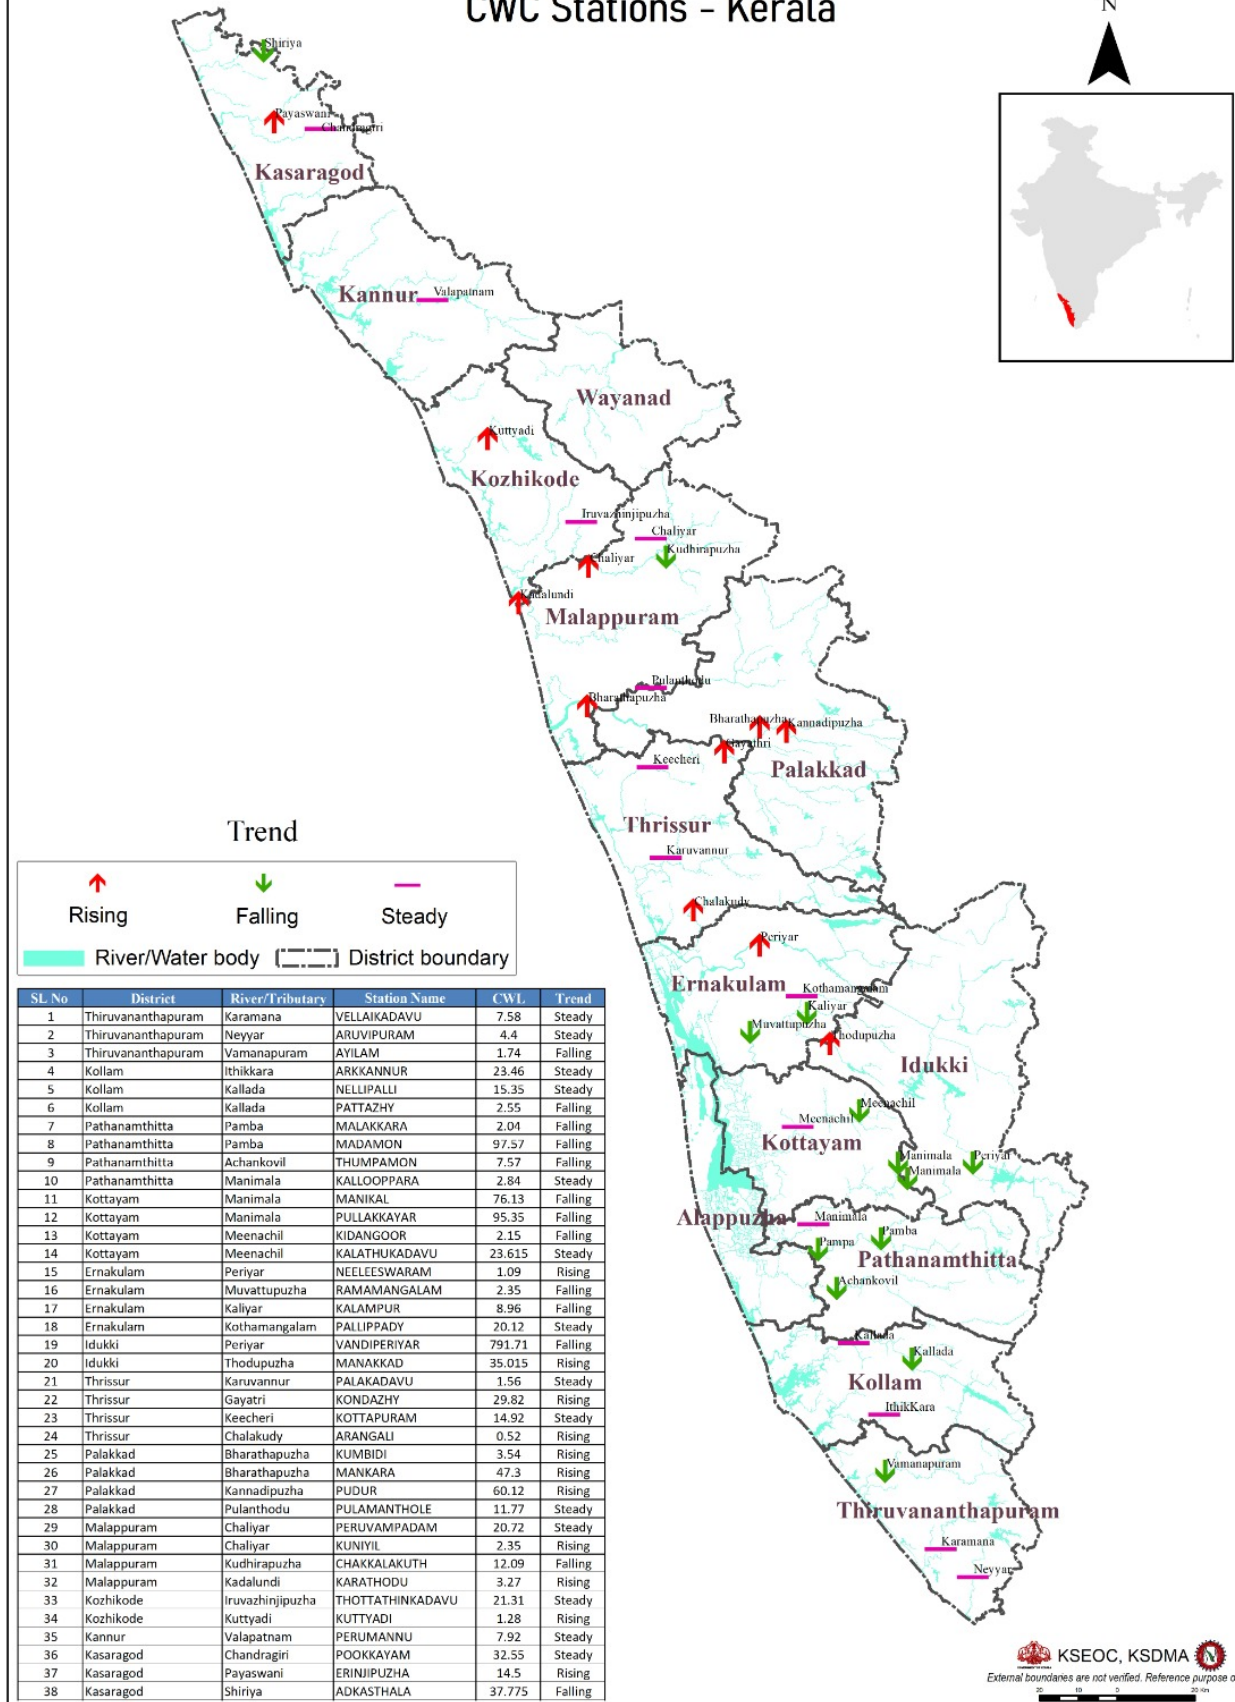 CWC Stations - Kerala
N
Shiriya
Payaswani
Chandragiri
Kasaragod
Kannur
Valapatnam
Wayanad
Kuttyadi
Kozhikode
Iruvazhinjipuzha
Chaliyar
Kudhirapuzha
Chaliyar
Kadalundi
Malappuram
Pulanthodu
Bharathapuzha
Bharathapuzha
Kannadipuzha
Gayathri
Keecheri
Palakkad
Thrissur
Karuvannur
Chalakudy
Periyar
Ernakulam
Kothamangalam
Kaliyar
Muvattupuzha
Thodupuzha
Idukki
Meenachil
Meenachil
Kottayam
Manimala
Periyar
Manimala
Alappuzha
Manimala
Pamba
Pampa
Pathanamthitta
Achankovil
Kallada
Kallada
Kollam
IthikKara
Vamanapuram
Thiruvananthapuram
Karamana
Neyyar
Trend
Rising Falling Steady
River/Water body District boundary
SL No District River/Tributary Station Name CWL Trend
1 Thiruvananthapuram Karamana VELLAIKADAVU 7.58 Steady
2 Thiruvananthapuram Neyyar ARUVIPURAM 4.4 Steady
3 Thiruvananthapuram Vamanapuram AYILAM 1.74 Falling
4 Kollam Ithikkara ARKKANNUR 23.46 Steady
5 Kollam Kallada NELLIPALLI 15.35 Steady
6 Kollam Kallada PATTAZHY 2.55 Falling
7 Pathanamthitta Pamba MALAKKARA 2.04 Falling
8 Pathanamthitta Pamba MADAMON 97.57 Falling
9 Pathanamthitta Achankovil THUMPAMON 7.57 Falling
10 Pathanamthitta Manimala KALLOOPPARA 2.84 Steady
11 Kottayam Manimala MANIKAL 76.13 Falling
12 Kottayam Manimala PULLAKKAYAR 95.35 Falling
13 Kottayam Meenachil KIDANGOOR 2.15 Falling
14 Kottayam Meenachil KALATHUKADAVU 23.615 Steady
15 Ernakulam Periyar NEELEESWARAM 1.09 Rising
16 Ernakulam Muvattupuzha RAMAMANGALAM 2.35 Falling
17 Ernakulam Kaliyar KALAMPUR 8.96 Falling
18 Ernakulam Kothamangalam PALLIPPADY 20.12 Steady
19 Idukki Periyar VANDIPERIYAR 791.71 Falling
20 Idukki Thodupuzha MANAKKAD 35.015 Rising
21 Thrissur Karuvannur PALAKADAVU 1.56 Steady
22 Thrissur Gayatri KONDAZHY 29.82 Rising
23 Thrissur Keecheri KOTTAPURAM 14.92 Steady
24 Thrissur Chalakudy ARANGALI 0.52 Rising
25 Palakkad Bharathapuzha KUMBIDI 3.54 Rising
26 Palakkad Bharathapuzha MANKARA 47.3 Rising
27 Palakkad Kannadipuzha PUDUR 60.12 Rising
28 Palakkad Pulanthodu PULAMANTHOLE 11.77 Steady
29 Malappuram Chaliyar PERUVAMPADAM 20.72 Steady
30 Malappuram Chaliyar KUNIYIL 2.35 Rising
31 Malappuram Kudhirapuzha CHAKKALAKUTH 12.09 Falling
32 Malappuram Kadalundi KARATHODU 3.27 Rising
33 Kozhikode Iruvazhinjipuzha THOTTATHINKADAVU 21.31 Steady
34 Kozhikode Kuttyadi KUTTYADI 1.28 Rising
35 Kannur Valapatnam PERUMANNU 7.92 Steady
36 Kasaragod Chandragiri POOKKAYAM 32.55 Steady
37 Kasaragod Payaswani ERINJIPUZHA 14.5 Rising
38 Kasaragod Shiriya ADKASTHALA 37.775 Falling
KSEOC, KSDMA
External boundaries are not verified. Reference purpose o
20 10 0 20 Km